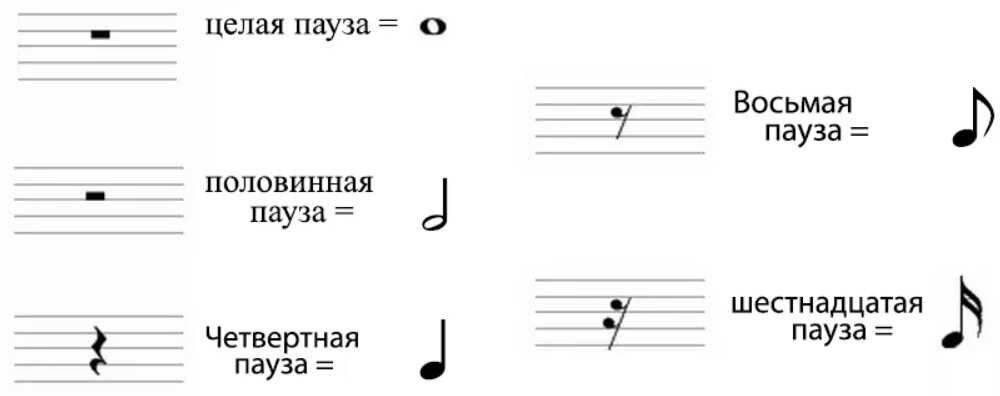 целая пауза =
половинная
пауза =
Четвертная
пауза =
Восьмая
пауза =
шестнадцатая
пауза =